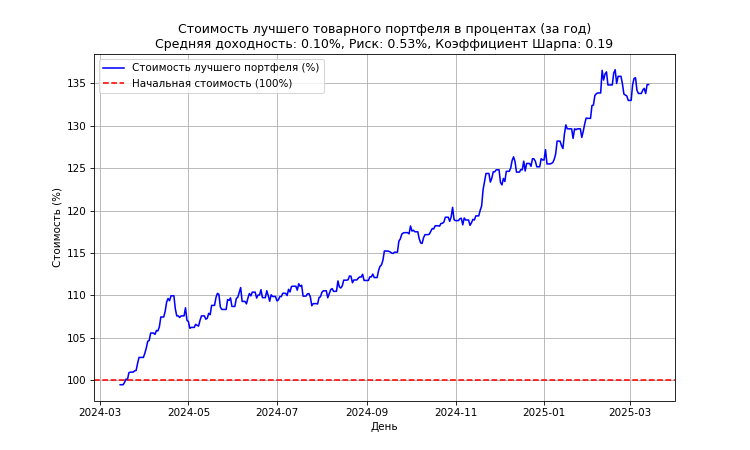 Стоимость лучшего товарного портфеля в процентах (за год)
Средняя доходность: 0.10%, Риск: 0.53%, Коэффициент Шарпа: 0.19
Стоимость лучшего портфеля (%)
Начальная стоимость (100%)
Стоимость (%)
135
130
125
120
115
110
105
100
2024-03
2024-05
2024-07
2024-09
2024-11
2025-01
2025-03
День